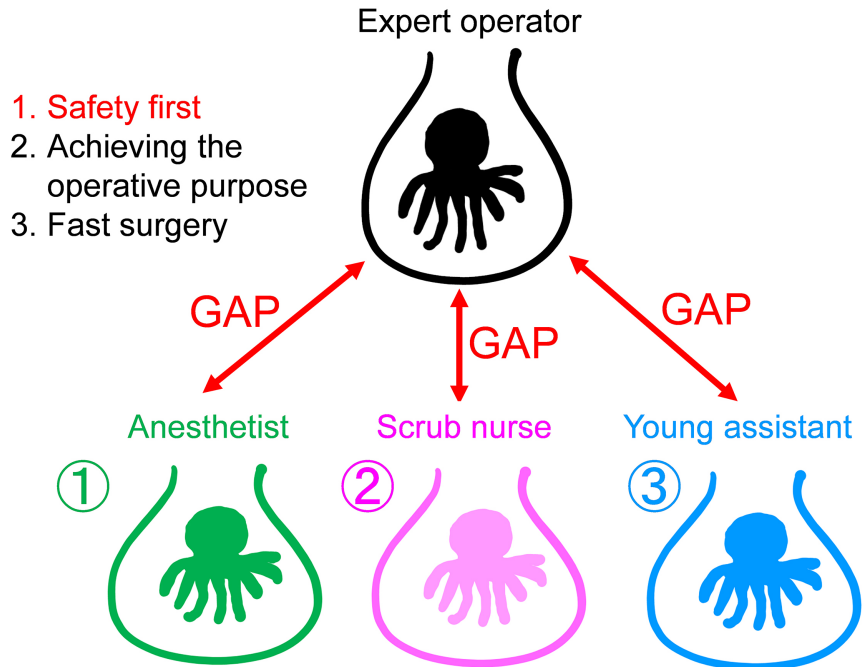 Expert operator
1. Safety first
2. Achieving the
operative purpose
3. Fast surgery
GAP
GAP
GAP
Anesthetist
Scrub nurse
Young assistant
①
②
③